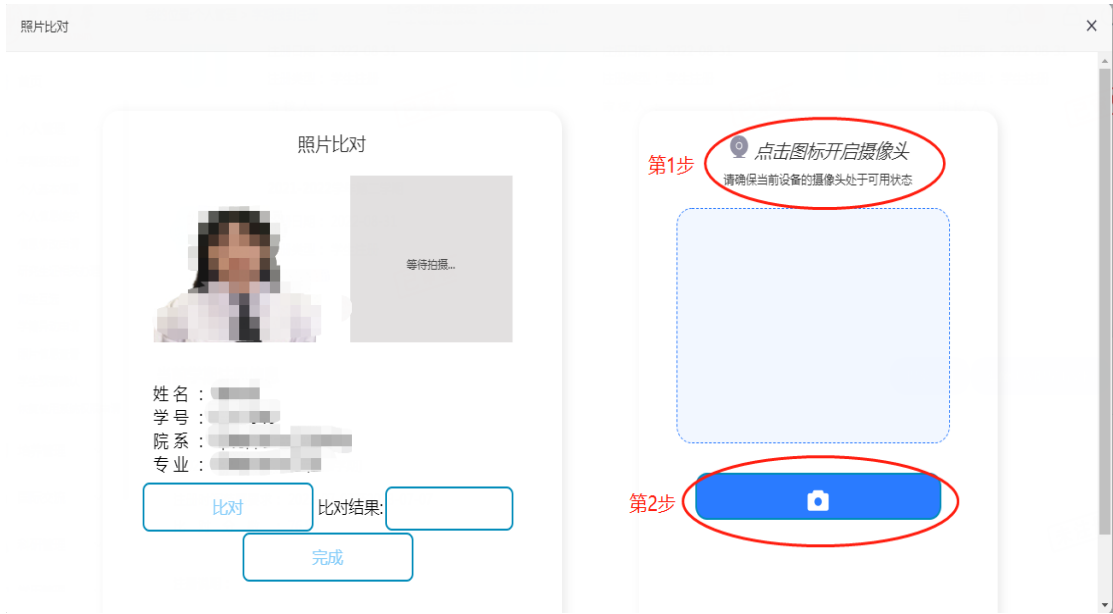 照片比对
照片比对
等待拍摄...
姓 名 ：
学 号 ：
院 系 ：
专 业 ：
比对 比对结果:
完成
第1步 点击图标开启摄像头
请确保当前设备的摄像头处于可用状态
第2步